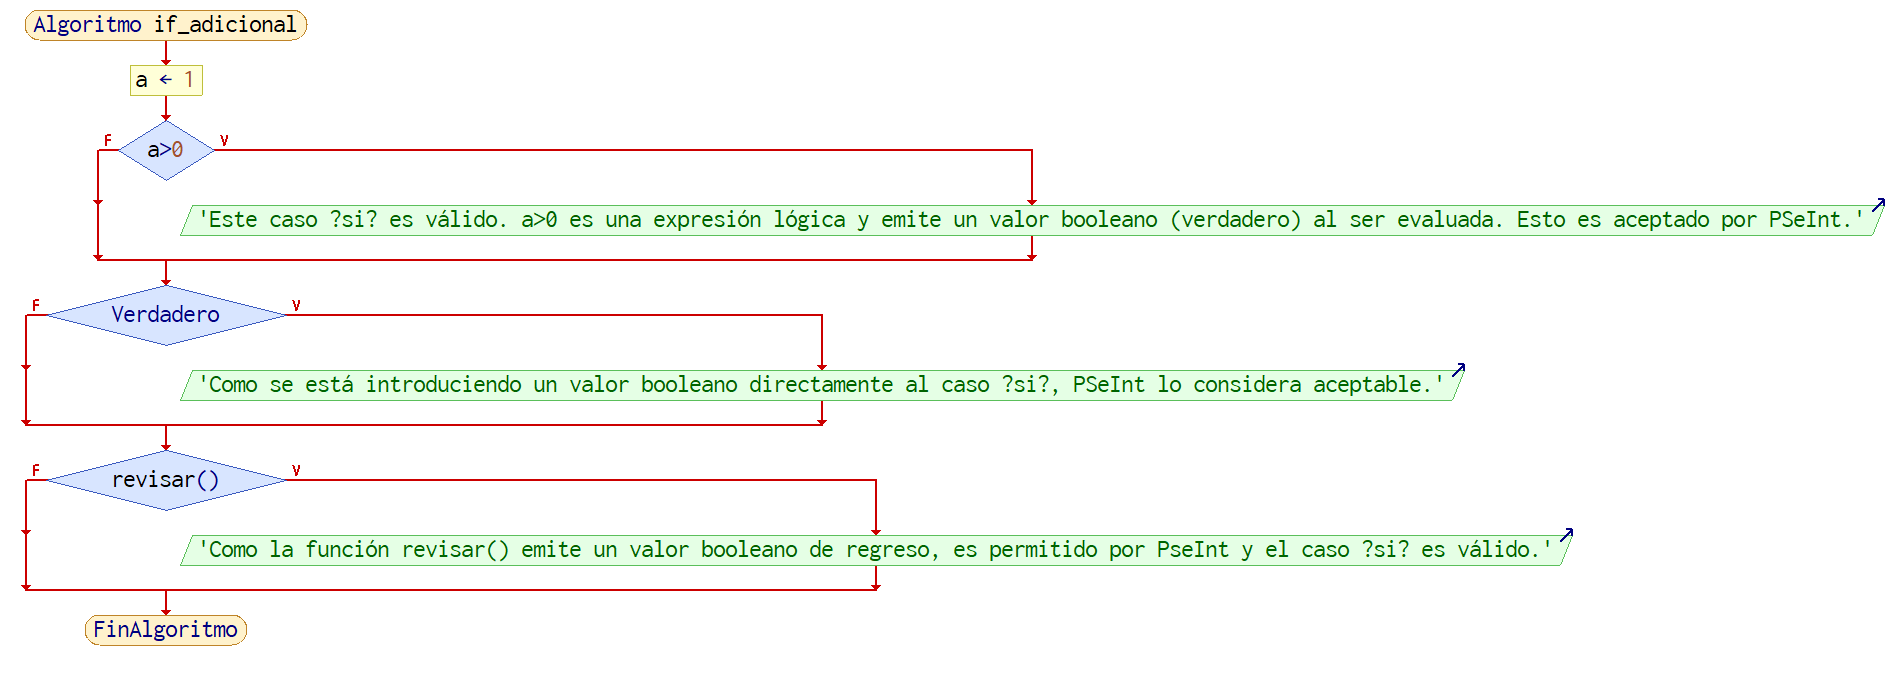 Algoritmo if_adicional
a ← 1
F
V
a>0
'Este caso ?si? es válido. a>0 es una expresión lógica y emite un valor booleano (verdadero) al ser evaluada. Esto es aceptado por PSeInt.'
F
V
Verdadero
'Como se está introduciendo un valor booleano directamente al caso ?si?, PSeInt lo considera aceptable.'
F
V
revisar()
'Como la función revisar() emite un valor booleano de regreso, es permitido por PseInt y el caso ?si? es válido.'
FinAlgoritmo